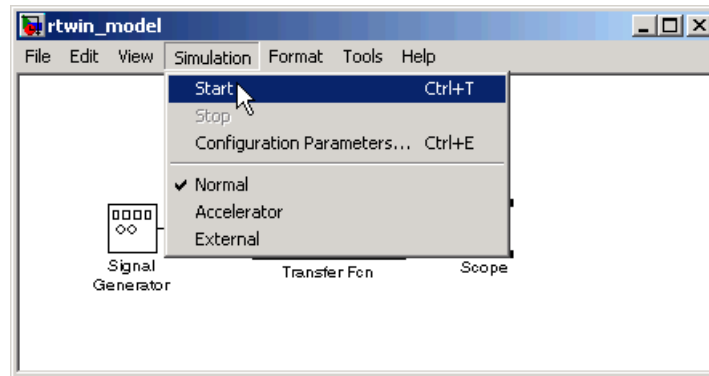 rtwin_model
File Edit View Simulation Format Tools Help
Start Ctrl+T
Stop
Configuration Parameters... Ctrl+E
Normal
Accelerator
External
Signal
Generator
Transfer Fcn
Scope